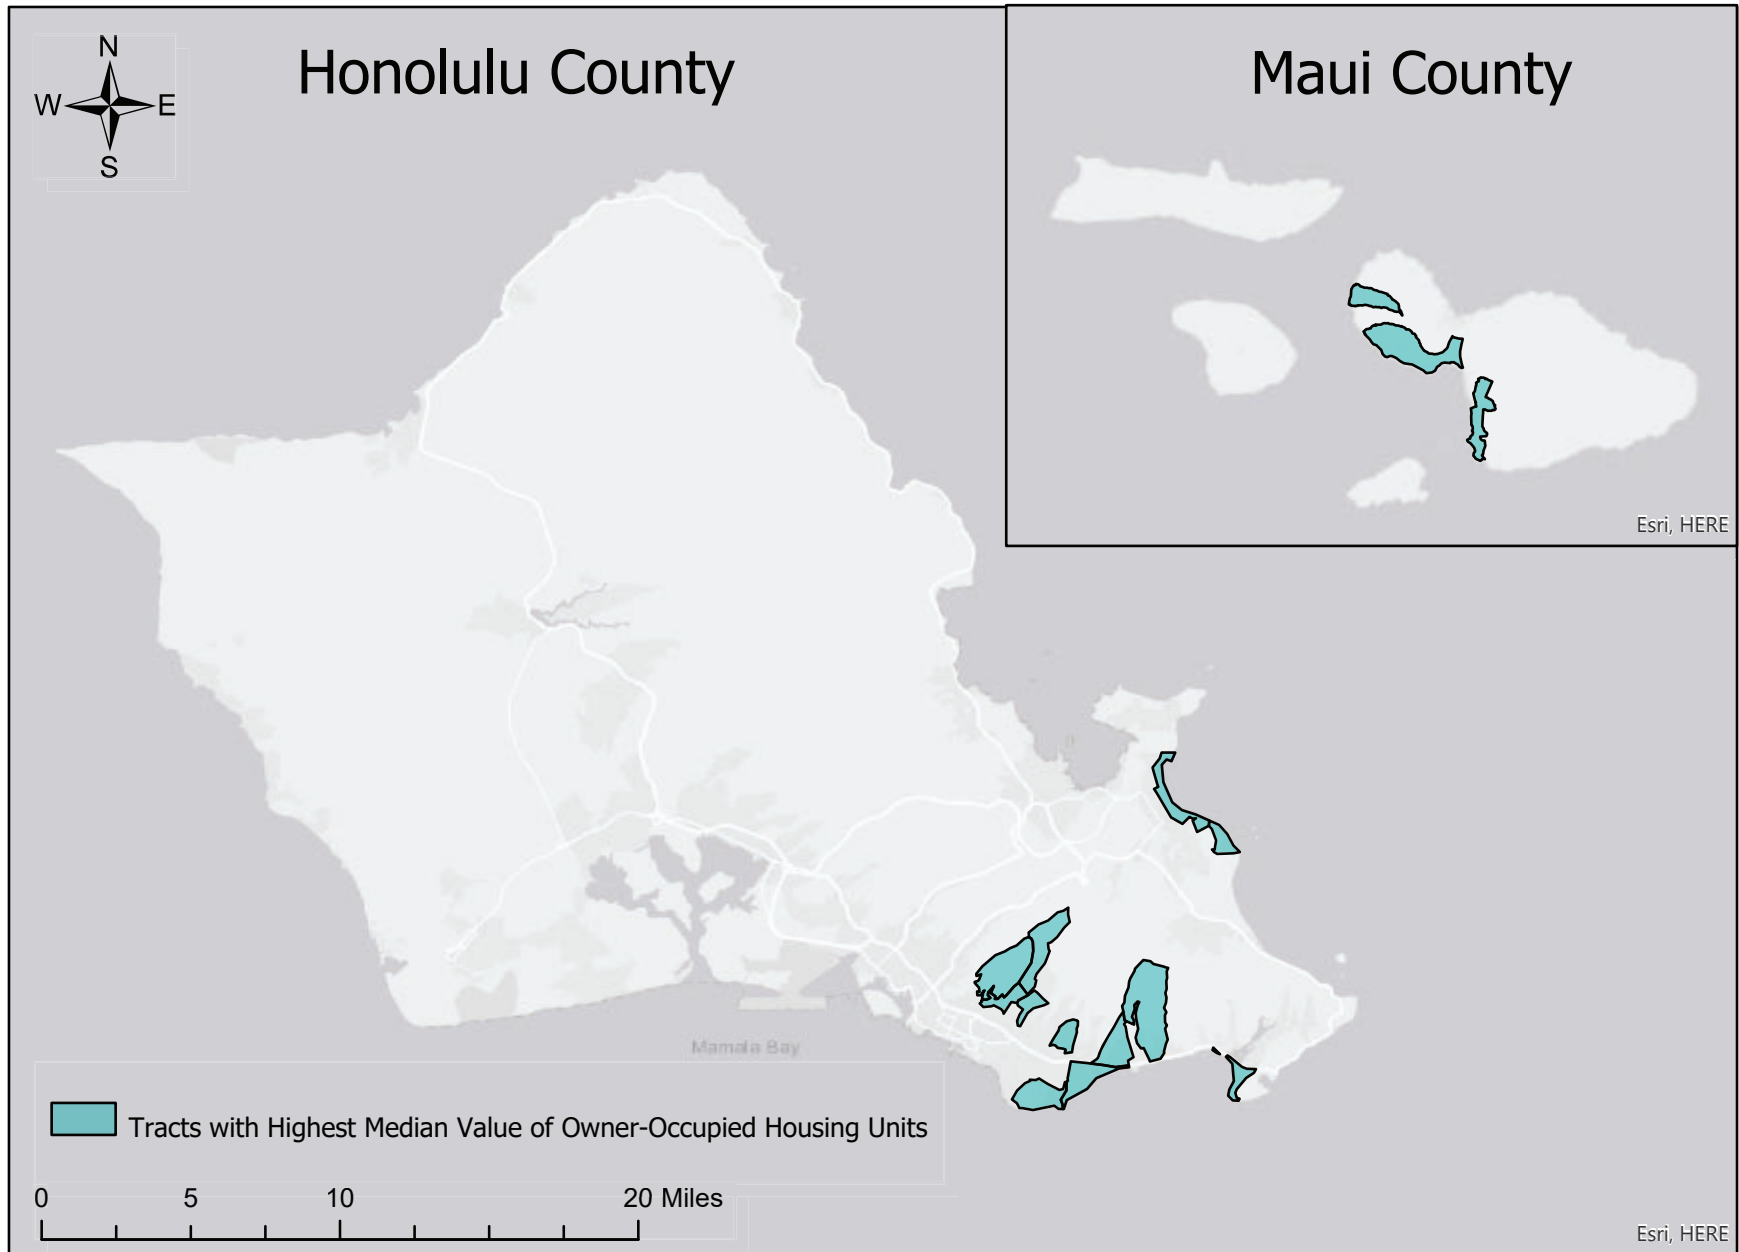 N
W E
S
Honolulu County
Maui County
Esri, HERE
Mamala Bay
Tracts with Highest Median Value of Owner-Occupied Housing Units
0 5 10 20 Miles
Esri, HERE